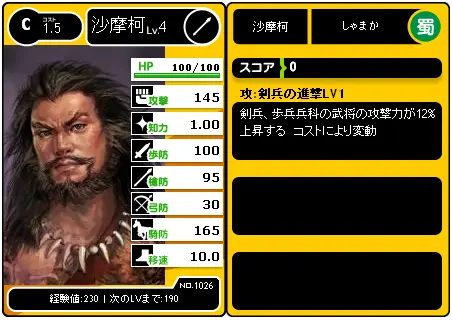 C コスト 1.5 沙摩柯 Lv.4
HP 100/100
攻撃 145
知力 1.00
歩防 100
槍防 95
弓防 30
騎防 165
移速 10.0
NO.1026
経験値:230 | 次のLVまで:190
沙摩柯 しゃまか 蜀
スコア 0
攻:剣兵の進撃LV1
剣兵、歩兵兵科の武将の攻撃力が12%
上昇する コストにより変動